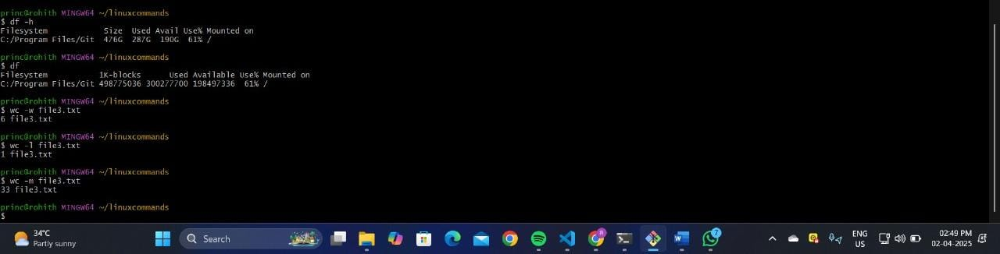 princ@rohith MINGW64 ~/linuxcommands
$ df -h
Filesystem            Size  Used Avail Use% Mounted on
C:/Program Files/Git  476G  287G  190G  61% /
princ@rohith MINGW64 ~/linuxcommands
$ df
Filesystem           1K-blocks      Used Available Use% Mounted on
C:/Program Files/Git 498775036 300277700 198497336  61% /
princ@rohith MINGW64 ~/linuxcommands
$ wc -w file3.txt
6 file3.txt
princ@rohith MINGW64 ~/linuxcommands
$ wc -l file3.txt
1 file3.txt
princ@rohith MINGW64 ~/linuxcommands
$ wc -m file3.txt
33 file3.txt
princ@rohith MINGW64 ~/linuxcommands
$
34°C
Partly sunny
Search
R
7
ENG
US
02:49 PM
02-04-2025